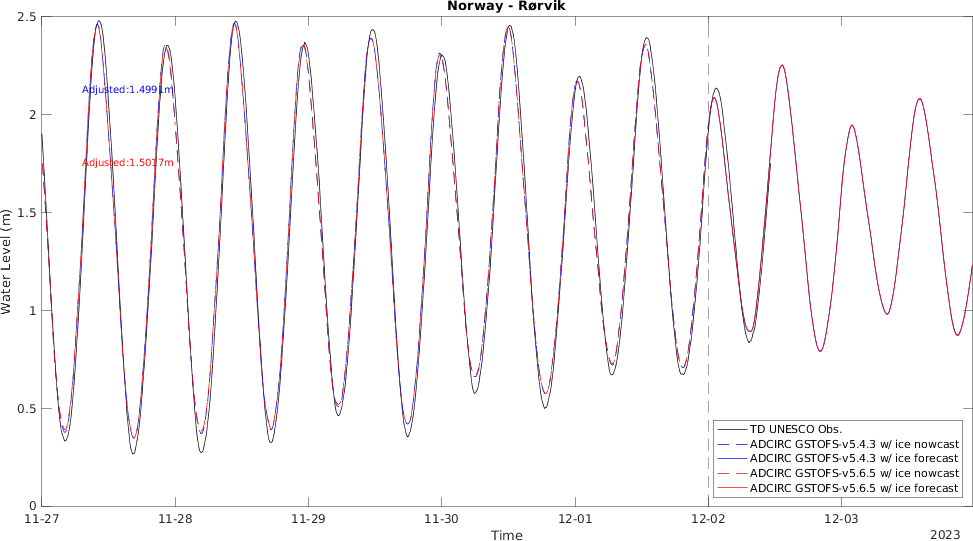 Norway - Rørvik
2.5
2
1.5
1
0.5
0
Water Level (m)
Adjusted:1.4991m
Adjusted:1.5017m
TD UNESCO Obs.
ADCIRC GSTOFS-v5.4.3 w/ ice nowcast
ADCIRC GSTOFS-v5.4.3 w/ ice forecast
ADCIRC GSTOFS-v5.6.5 w/ ice nowcast
ADCIRC GSTOFS-v5.6.5 w/ ice forecast
11-27 11-28 11-29 11-30 12-01 12-02 12-03
Time
2023